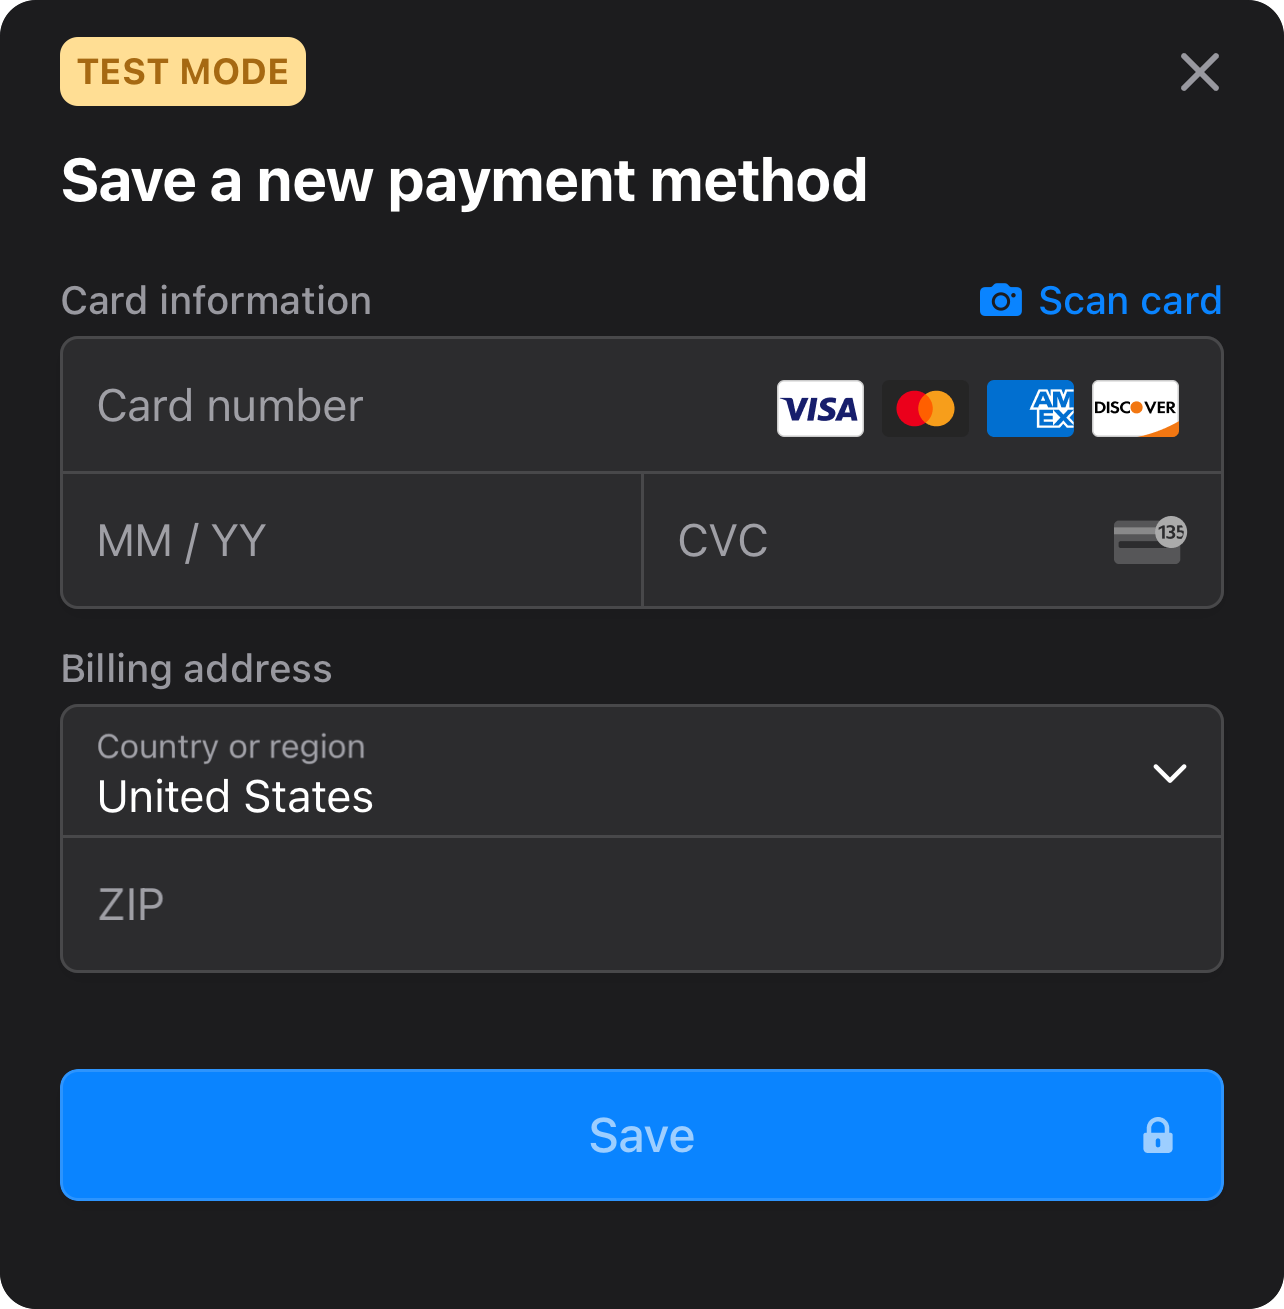 TEST MODE
Save a new payment method
Card information
Scan card
Card number
VISA
AM
EX
DISCOVER
MM / YY
CVC
135
Billing address
Country or region
United States
ZIP
Save